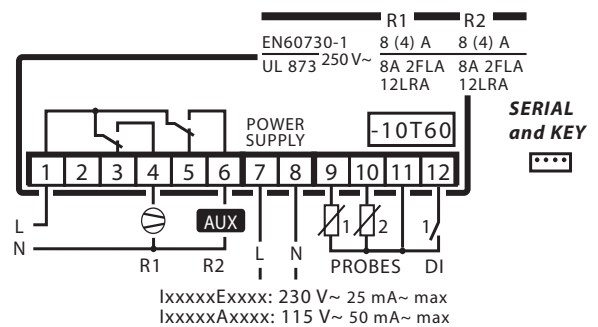 R1 R2
EN60730-1 8 (4) A 8 (4) A
UL 873 250 V~ 8A 2FLA 8A 2FLA
12LRA 12LRA
SERIAL
and KEY
POWER
SUPPLY
-10T60
1 2 3 4 5 6 7 8 9 10 11 12
L
N
AUX
1 2 1
R1 R2 L N PROBES DI
IxxxxxExxxx: 230 V~ 25 mA~ max
IxxxxxAxxxx: 115 V~ 50 mA~ max